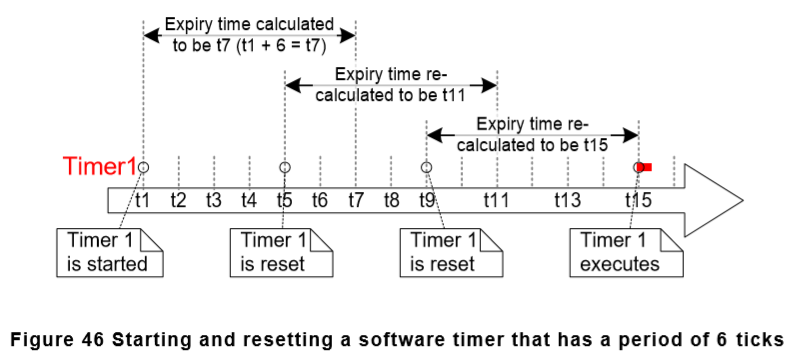 Expiry time calculated
to be t7 (t1 + 6 = t7)
Expiry time re-
calculated to be t11
Expiry time re-
calculated to be t15
Timer1
t1 t2 t3 t4 t5 t6 t7 t8 t9 t11 t13 t15
Timer 1
is started
Timer 1
is reset
Timer 1
is reset
Timer 1
executes
Figure 46 Starting and resetting a software timer that has a period of 6 ticks